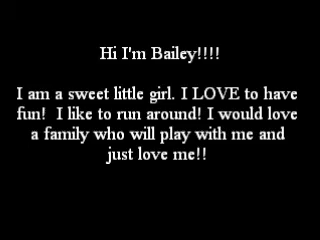 Hi I'm Bailey!!!!
I am a sweet little girl. I LOVE to have
fun!  I like to run around! I would love
a family who will play with me and
just love me!!